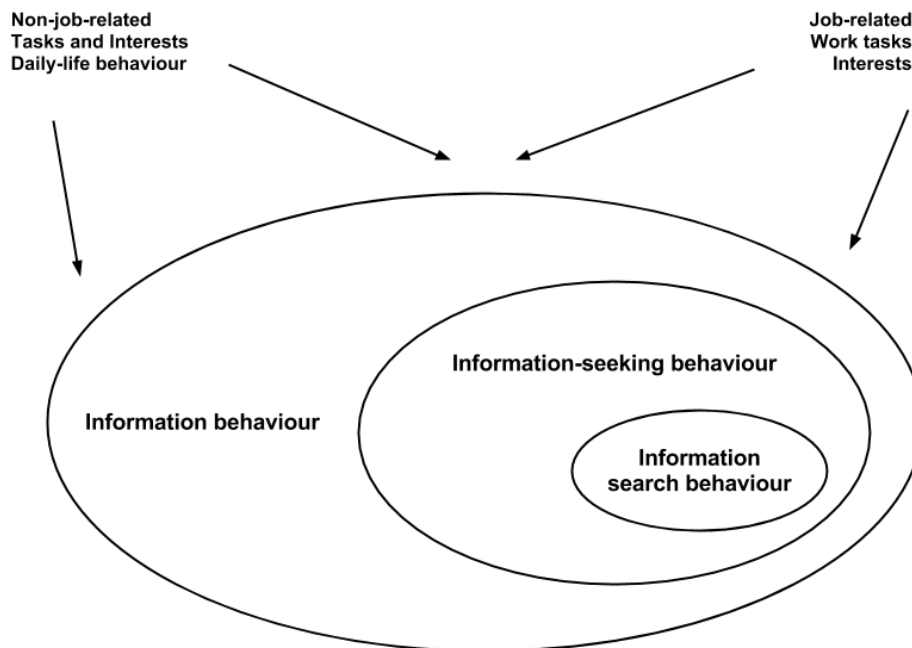 Non-job-related
Tasks and Interests
Daily-life behaviour
Job-related
Work tasks
Interests
Information-seeking behaviour
Information behaviour
Information
search behaviour